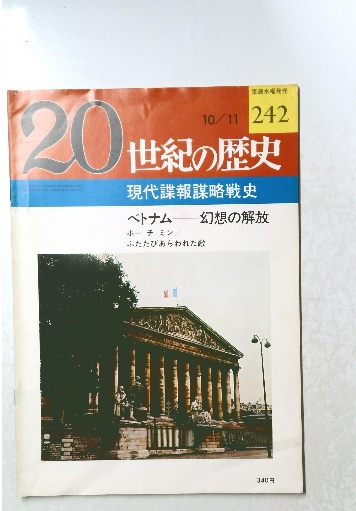 毎週水曜発売
10/11 242
20世紀の歴史
現代諜報謀略戦史
ベトナム――幻想の解放
ホー チ ミン/
ふたたびあらわれた敵
340円